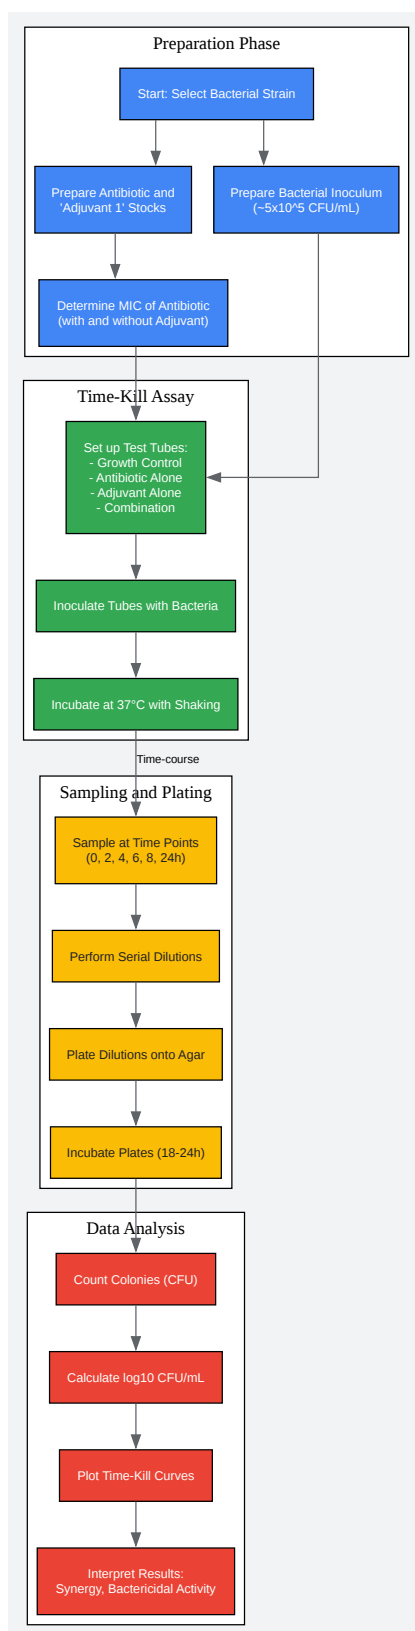 Preparation Phase
Start: Select Bacterial Strain
Prepare Antibiotic and
'Adjuvant 1' Stocks
Prepare Bacterial Inoculum
(~5x10^5 CFU/mL)
Determine MIC of Antibiotic
(with and without Adjuvant)
Time-Kill Assay
Set up Test Tubes:
- Growth Control
- Antibiotic Alone
- Adjuvant Alone
- Combination
Inoculate Tubes with Bacteria
Incubate at 37°C with Shaking
Time-course
Sampling and Plating
Sample at Time Points
(0, 2, 4, 6, 8, 24h)
Perform Serial Dilutions
Plate Dilutions onto Agar
Incubate Plates (18-24h)
Data Analysis
Count Colonies (CFU)
Calculate log10 CFU/mL
Plot Time-Kill Curves
Interpret Results:
Synergy, Bactericidal Activity